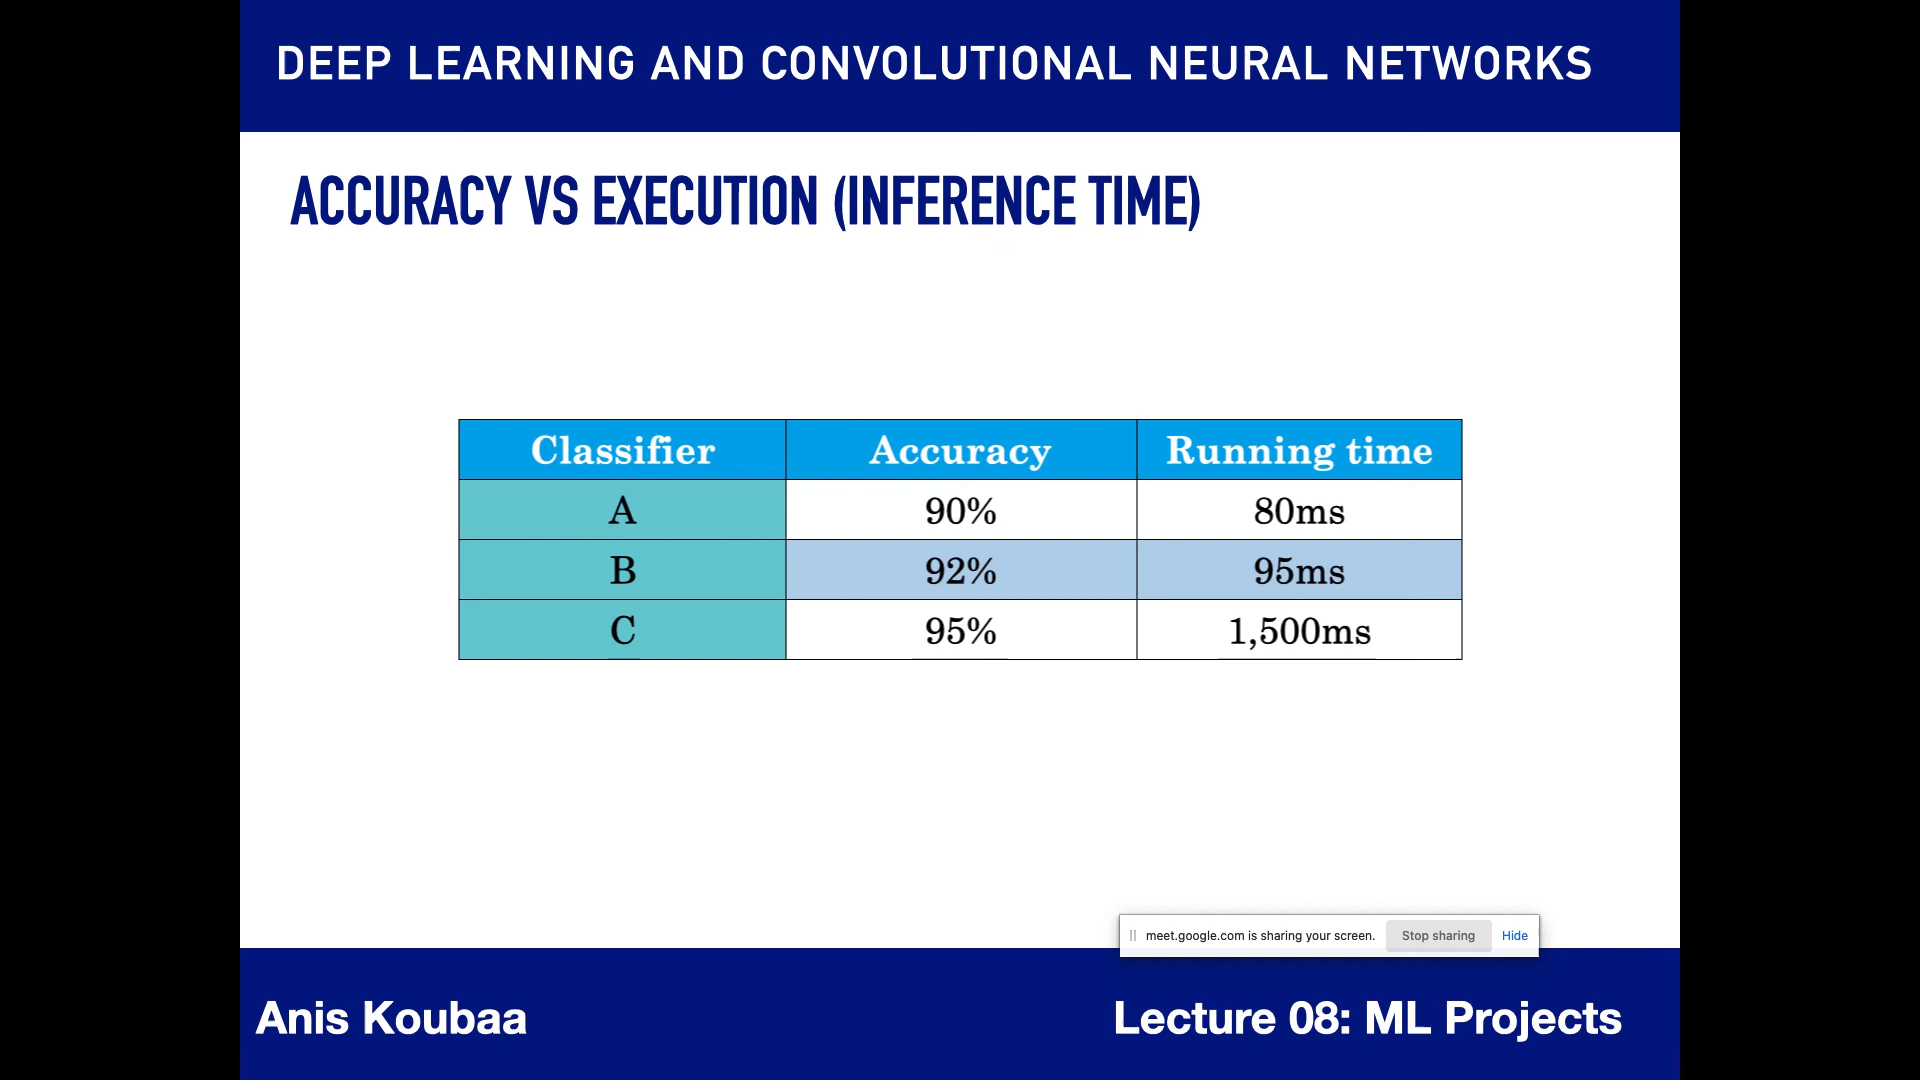 DEEP LEARNING AND CONVOLUTIONAL NEURAL NETWORKS
ACCURACY VS EXECUTION (INFERENCE TIME)
Classifier Accuracy Running time
A 90% 80ms
B 92% 95ms
C 95% 1,500ms
meet.google.com is sharing your screen. Stop sharing Hide
Anis Koubaa Lecture 08: ML Projects